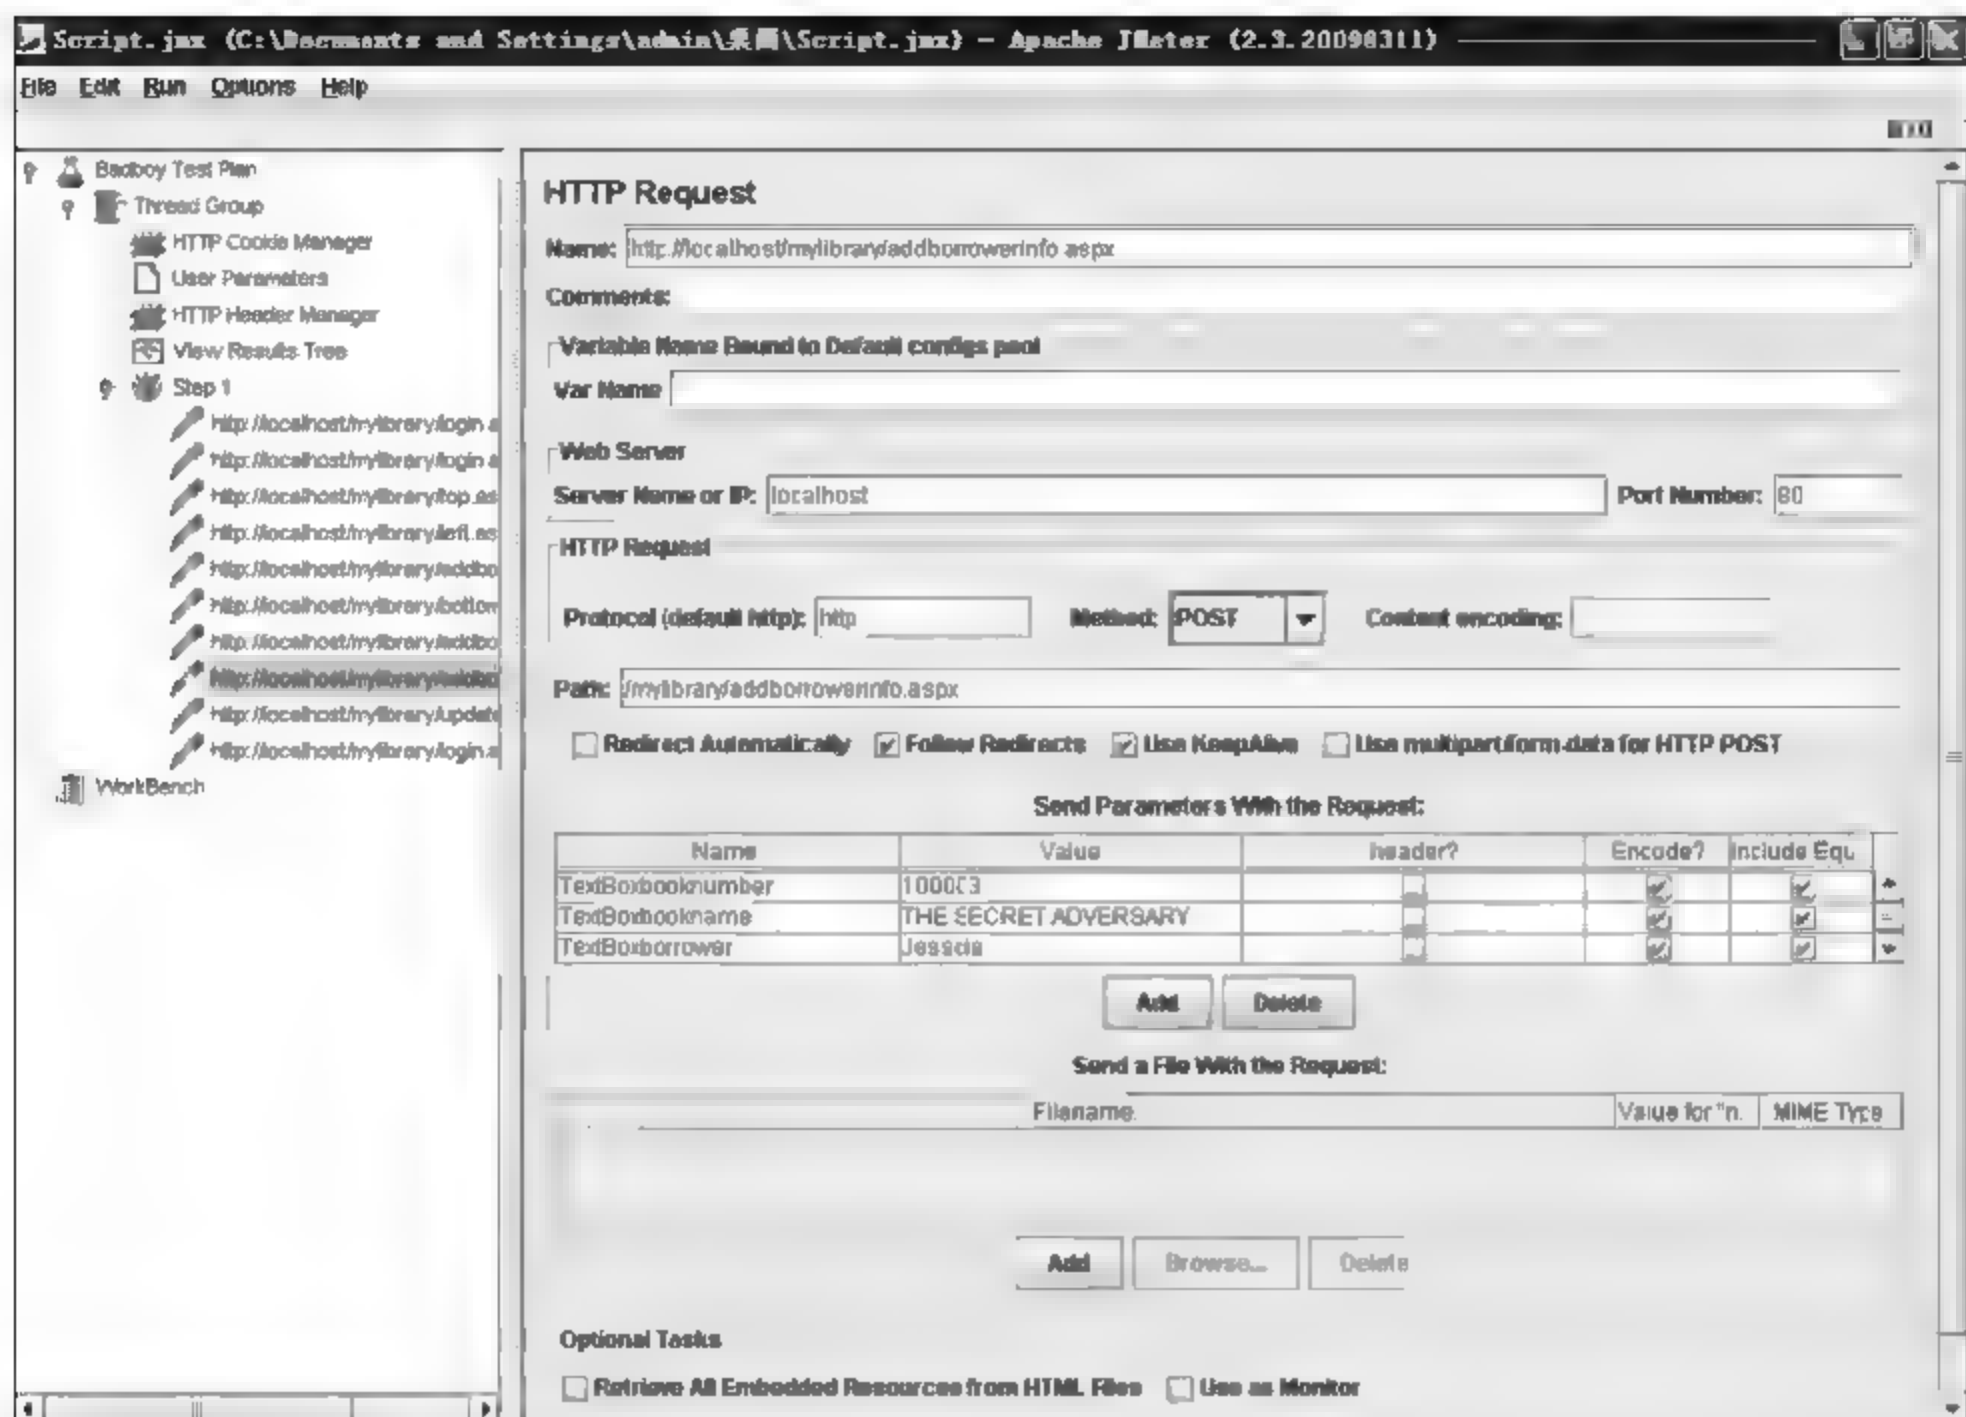 Script.jmx (C:\Documents and Settings\admin\桌面\Script.jmx) - Apache JMeter (2.3.20090311)
File Edit Run Options Help
Badboy Test Plan
Thread Group
HTTP Cookie Manager
User Parameters
HTTP Header Manager
View Results Tree
Step 1
http://localhost/mylibrary/login.a
http://localhost/mylibrary/login.a
http://localhost/mylibrary/top.as
http://localhost/mylibrary/left.as
http://localhost/mylibrary/addbo
http://localhost/mylibrary/bottom
http://localhost/mylibrary/addbo
http://localhost/mylibrary/addbo
http://localhost/mylibrary/update
http://localhost/mylibrary/login.a
WorkBench
HTTP Request
Name: http://localhost/mylibrary/addborrowerinfo.aspx
Comments:
Variable Name Bound to Default configs pool
Var Name
Web Server
Server Name or IP: localhost Port Number: 80
HTTP Request
Protocol (default http): http Method: POST Content encoding:
Path: /mylibrary/addborrowerinfo.aspx
Redirect Automatically Follow Redirects Use KeepAlive Use multipart/form-data for HTTP POST
Send Parameters With the Request:
Name Value header? Encode? Include Equ
TextBoxbooknumber 100003
TextBoxbookname THE SECRET ADVERSARY
TextBoxborrower
Add Delete
Send a File With the Request:
Filename: Value for "n. MIME Type
Add Browse... Delete
Optional Tasks
Retrieve All Embedded Resources from HTML Files Use as Monitor